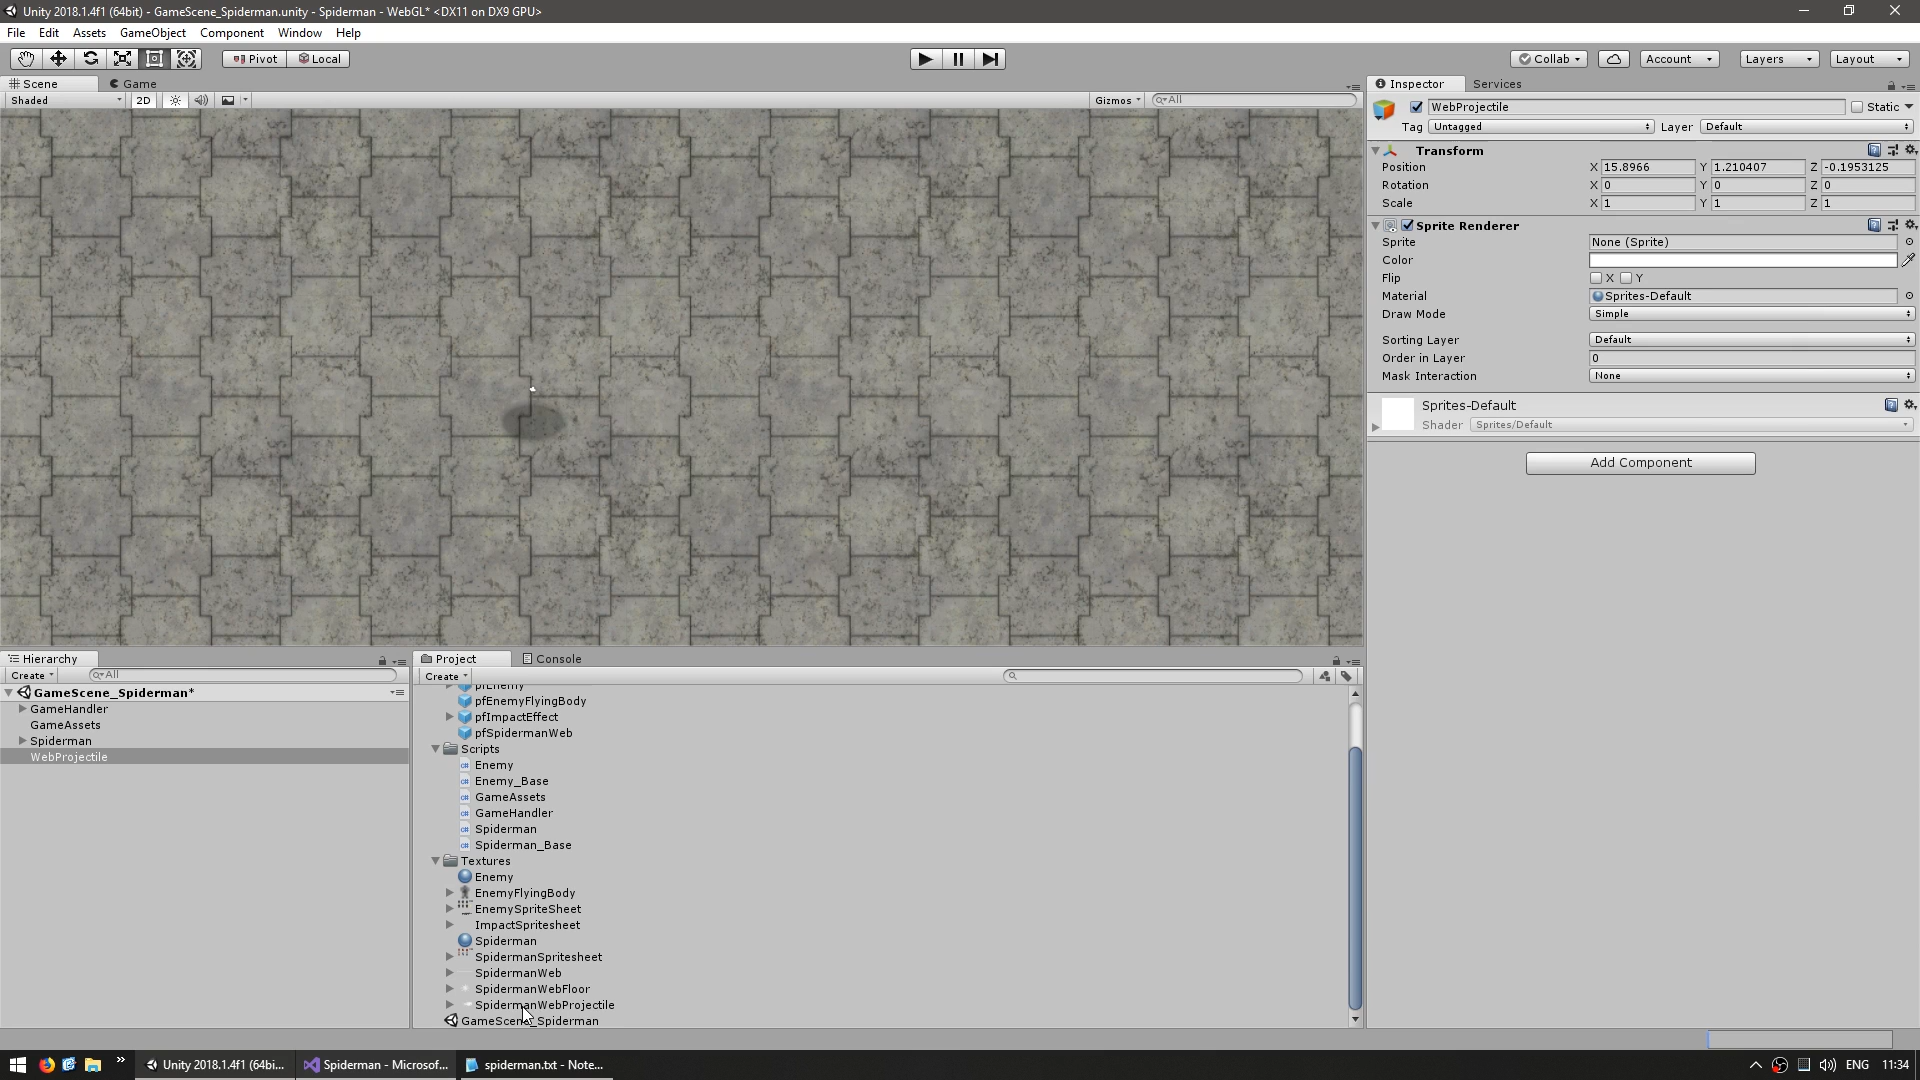 Unity 2018.1.4f1 (64bit) - GameScene_Spiderman.unity - Spiderman - WebGL* <DX11 on DX9 GPU>
File Edit Assets GameObject Component Window Help
Pivot Local Collab Account Layers Layout
Scene Game
Shaded 2D Gizmos All
Inspector Services
WebProjectile Static
Tag Untagged Layer Default
Transform
Position X 15.8966 Y 1.210407 Z -0.1953125
Rotation X 0 Y 0 Z 0
Scale X 1 Y 1 Z 1
Sprite Renderer
Sprite None (Sprite)
Color
Flip X Y
Material Sprites-Default
Draw Mode Simple
Sorting Layer Default
Order in Layer 0
Mask Interaction None
Sprites-Default
Shader Sprites/Default
Add Component
Hierarchy
Create All
GameScene_Spiderman*
GameHandler
GameAssets
Spiderman
WebProjectile
Project Console
Create
pfEnemy
pfEnemyFlyingBody
pfImpactEffect
pfSpidermanWeb
Scripts
Enemy
Enemy_Base
GameAssets
GameHandler
Spiderman
Spiderman_Base
Textures
Enemy
EnemyFlyingBody
EnemySpriteSheet
ImpactSpritesheet
Spiderman
SpidermanSpritesheet
SpidermanWeb
SpidermanWebFloor
SpidermanWebProjectile
GameScene_Spiderman
Unity 2018.1.4f1 (64bi... Spiderman - Microsof... spiderman.txt - Note... ENG 11:34